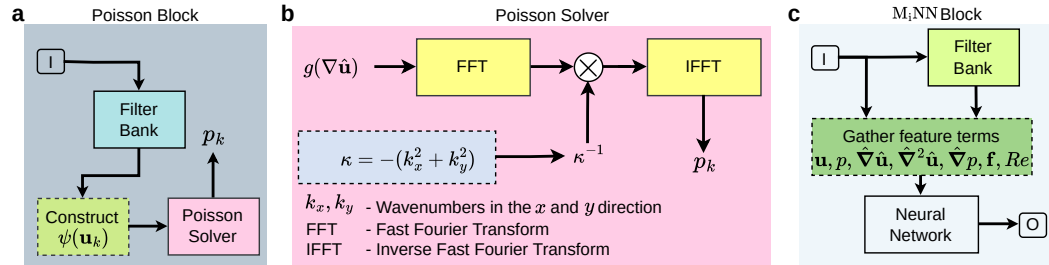 a
Poisson Block
I
Filter
Bank
p_k
Construct
ψ(𝐮_k)
Poisson
Solver
b
Poisson Solver
g(∇𝐮̂)
FFT
IFFT
κ = −(k_x^2 + k_y^2)
κ^{−1}
p_k
k_x, k_y - Wavenumbers in the x and y direction
FFT - Fast Fourier Transform
IFFT - Inverse Fast Fourier Transform
c
M_iNN Block
I
Filter
Bank
Gather feature terms
𝐮, p, ∇̂𝐮̂, ∇̂^2𝐮̂, ∇̂p, 𝐟, Re
Neural
Network
O